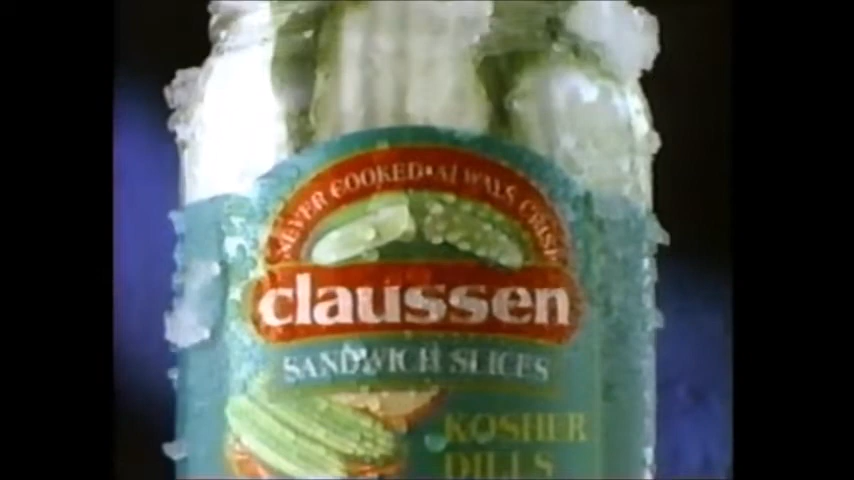 NEVER COOKED•ALWAYS CRISP
claussen
SANDWICH SLICES
KOSHER
DILLS